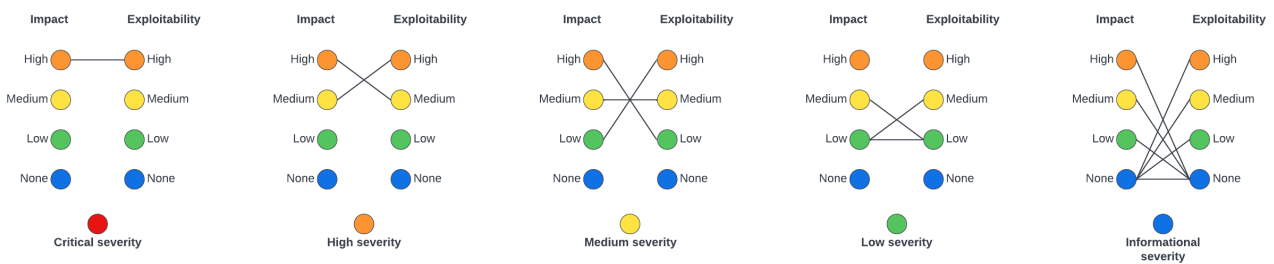 Impact Exploitability Impact Exploitability Impact Exploitability Impact Exploitability Impact Exploitability
High High High High High High High High High High
Medium Medium Medium Medium Medium Medium Medium Medium Medium Medium
Low Low Low Low Low Low Low Low Low Low
None None None None None None None None None None
Critical severity High severity Medium severity Low severity Informational
severity